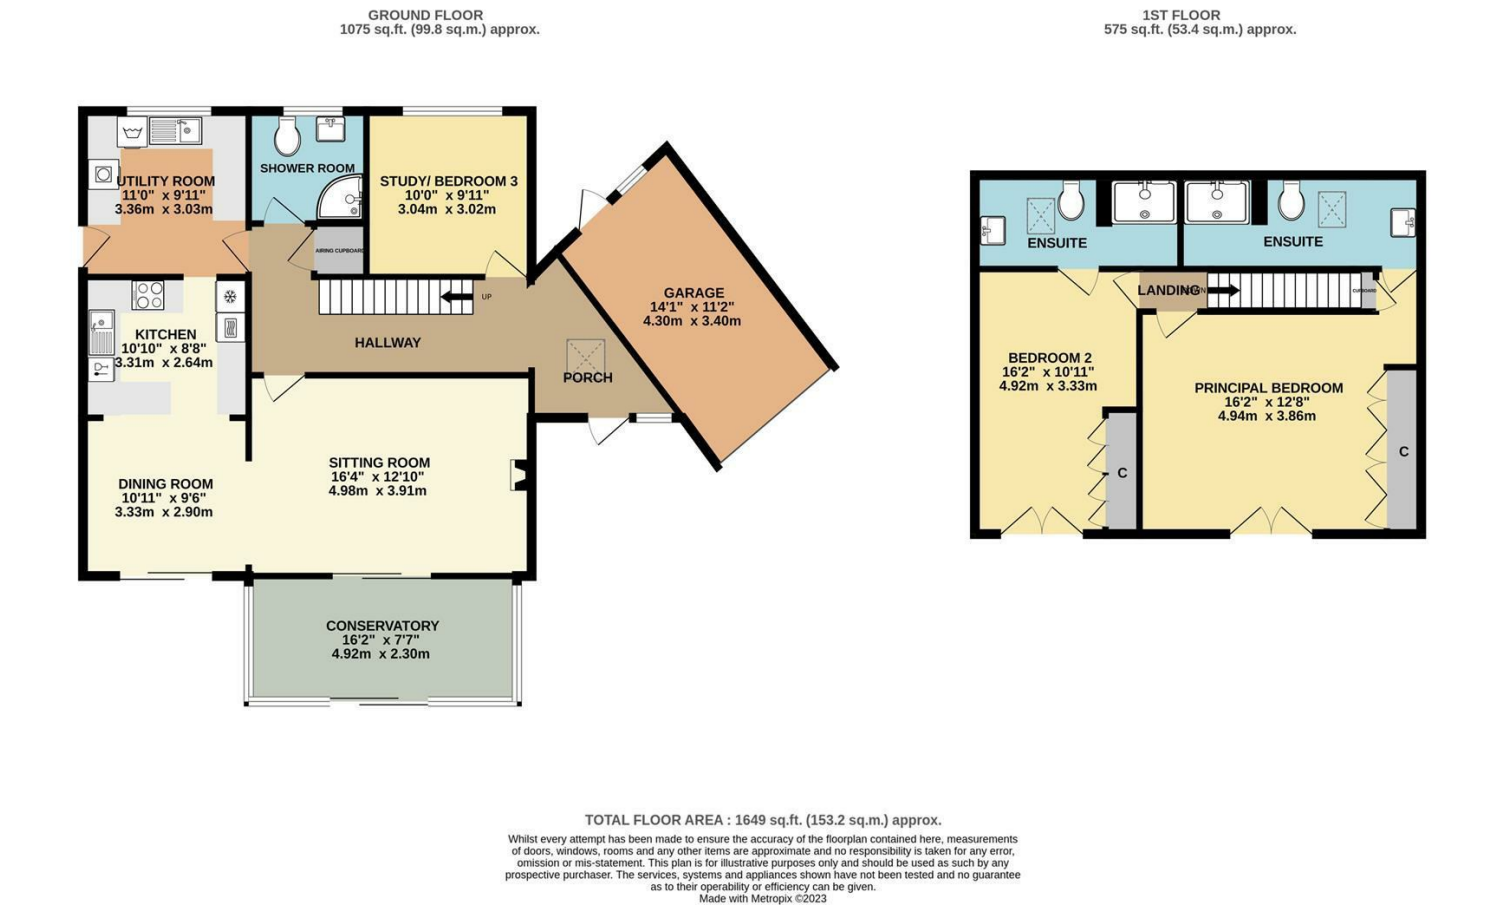 GROUND FLOOR
1075 sq.ft. (99.8 sq.m.) approx.
1ST FLOOR
575 sq.ft. (53.4 sq.m.) approx.
UTILITY ROOM
11'0" x 9'11"
3.36m x 3.03m
SHOWER ROOM
STUDY/ BEDROOM 3
10'0" x 9'11"
3.04m x 3.02m
AIRING CUPBOARD
UP
KITCHEN
10'10" x 8'8"
3.31m x 2.64m
HALLWAY
PORCH
GARAGE
14'1" x 11'2"
4.30m x 3.40m
DINING ROOM
10'11" x 9'6"
3.33m x 2.90m
SITTING ROOM
16'4" x 12'10"
4.98m x 3.91m
CONSERVATORY
16'2" x 7'7"
4.92m x 2.30m
ENSUITE
ENSUITE
LANDING
CUPBOARD
BEDROOM 2
16'2" x 10'11"
4.92m x 3.33m
C
PRINCIPAL BEDROOM
16'2" x 12'8"
4.94m x 3.86m
C
TOTAL FLOOR AREA : 1649 sq.ft. (153.2 sq.m.) approx.
Whilst every attempt has been made to ensure the accuracy of the floorplan contained here, measurements
of doors, windows, rooms and any other items are approximate and no responsibility is taken for any error,
omission or mis-statement. This plan is for illustrative purposes only and should be used as such by any
prospective purchaser. The services, systems and appliances shown have not been tested and no guarantee
as to their operability or efficiency can be given.
Made with Metropix ©2023